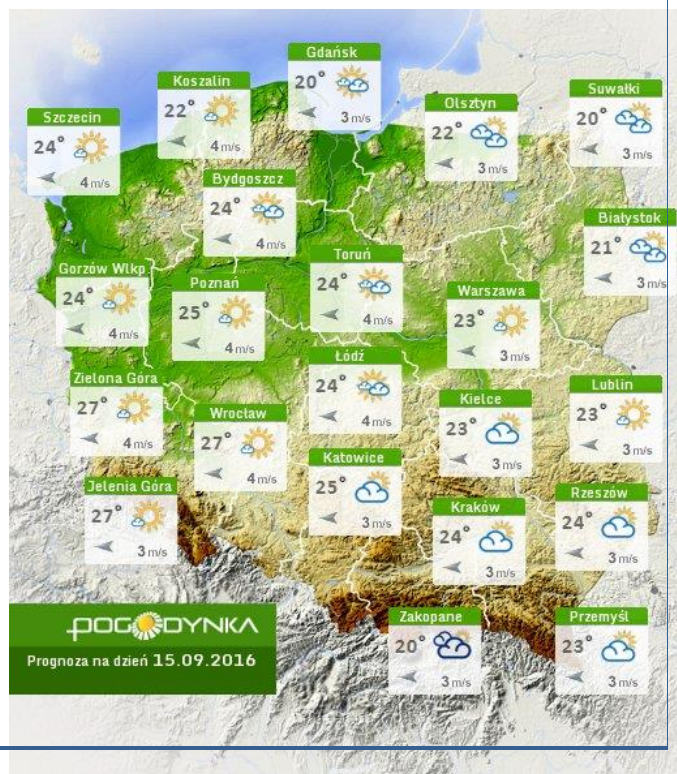 Gdańsk
20°
3 m/s
Koszalin
22°
4 m/s
Suwałki
20°
3 m/s
Olsztyn
22°
3 m/s
Szczecin
24°
4 m/s
Bydgoszcz
24°
4 m/s
Białystok
21°
3 m/s
Toruń
24°
4 m/s
Gorzów Wlkp
24°
4 m/s
Poznań
25°
4 m/s
Warszawa
23°
3 m/s
Łódź
24°
4 m/s
Zielona Góra
27°
4 m/s
Lublin
23°
3 m/s
Kielce
23°
3 m/s
Wrocław
27°
4 m/s
Katowice
25°
3 m/s
Jelenia Góra
27°
3 m/s
Rzeszów
24°
3 m/s
Kraków
24°
3 m/s
Zakopane
20°
3 m/s
Przemyśl
23°
3 m/s
POGODYNKA
Prognoza na dzień 15.09.2016